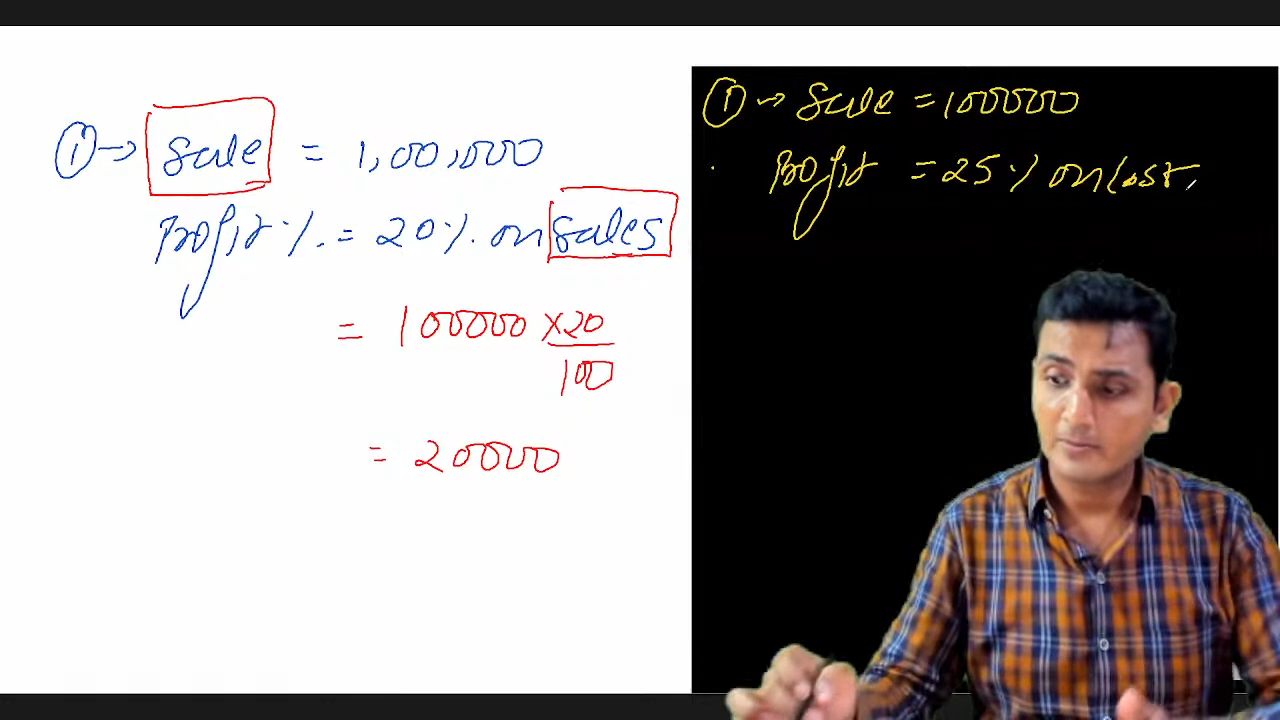 ① → Sale = 1,00,000
Profit % = 20% on Sales
= 100000 × 20
100
= 20000
① → Sale = 100000
Profit = 25% on Cost